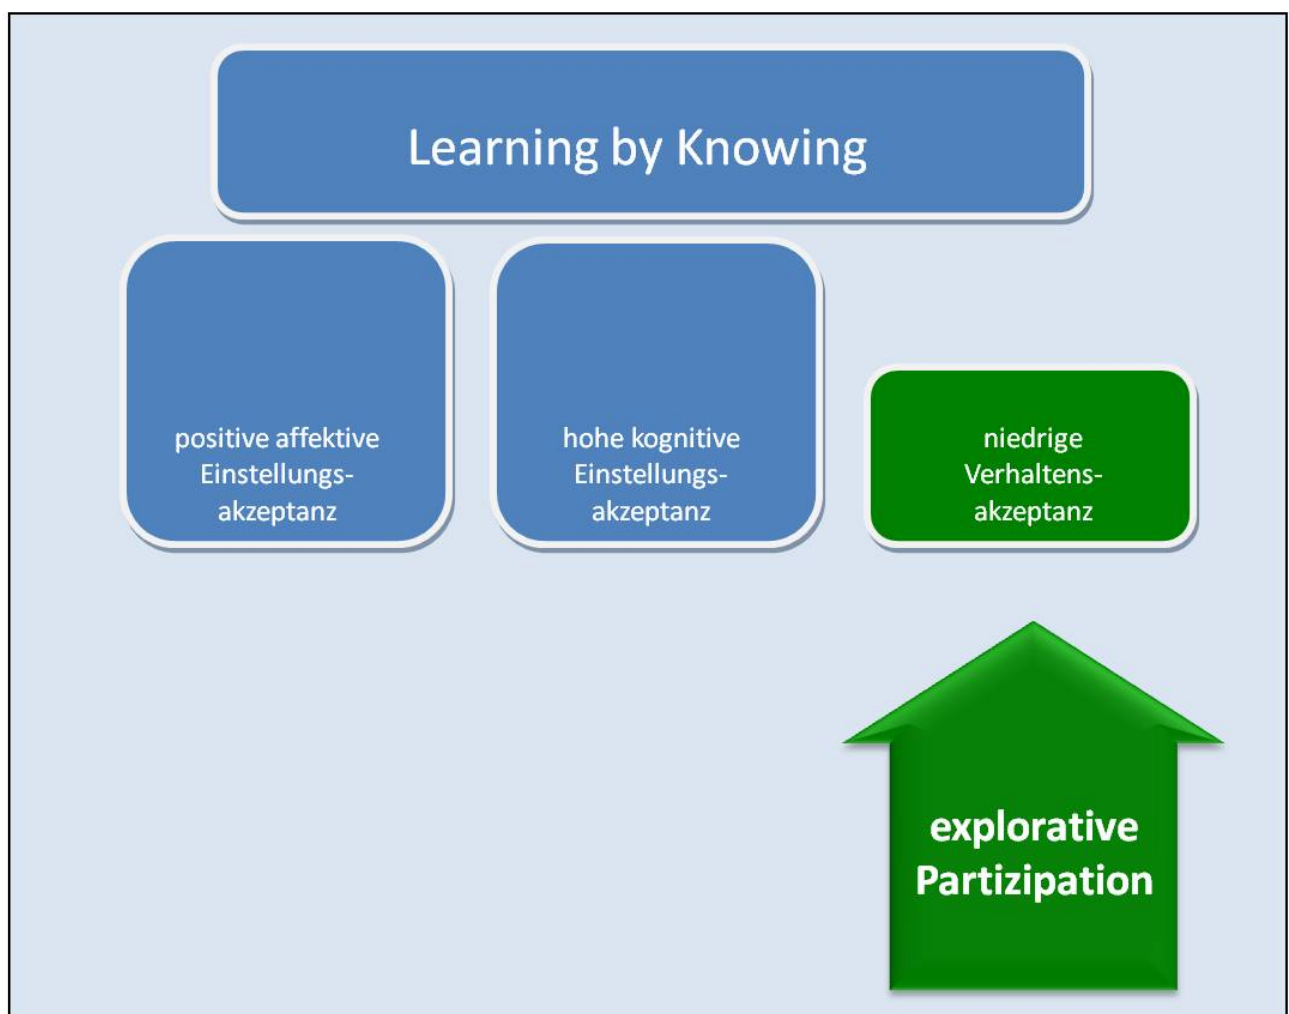 Learning by Knowing
positive affektive
Einstellungs-
akzeptanz
hohe kognitive
Einstellungs-
akzeptanz
niedrige
Verhaltens-
akzeptanz
explorative
Partizipation